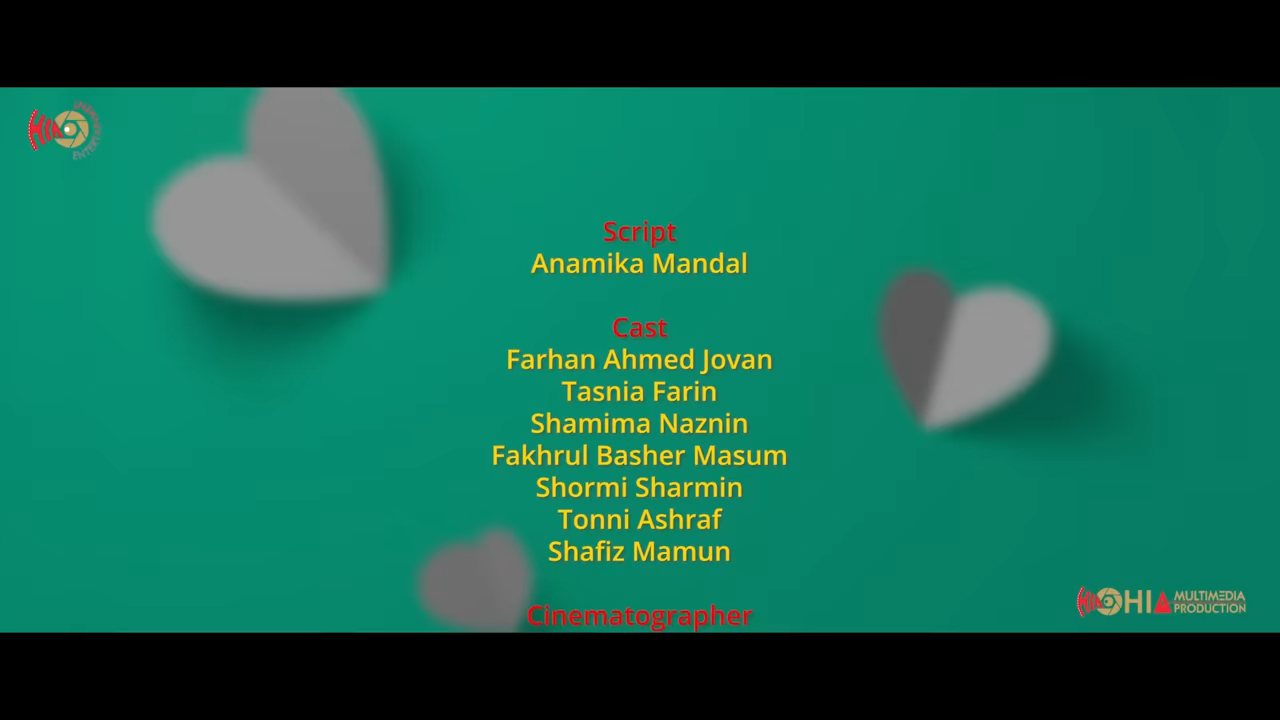 ENTERTAINMENT
Script
Anamika Mandal
Cast
Farhan Ahmed Jovan
Tasnia Farin
Shamima Naznin
Fakhrul Basher Masum
Shormi Sharmin
Tonni Ashraf
Shafiz Mamun
Cinematographer
MULTIMEDIA
PRODUCTION